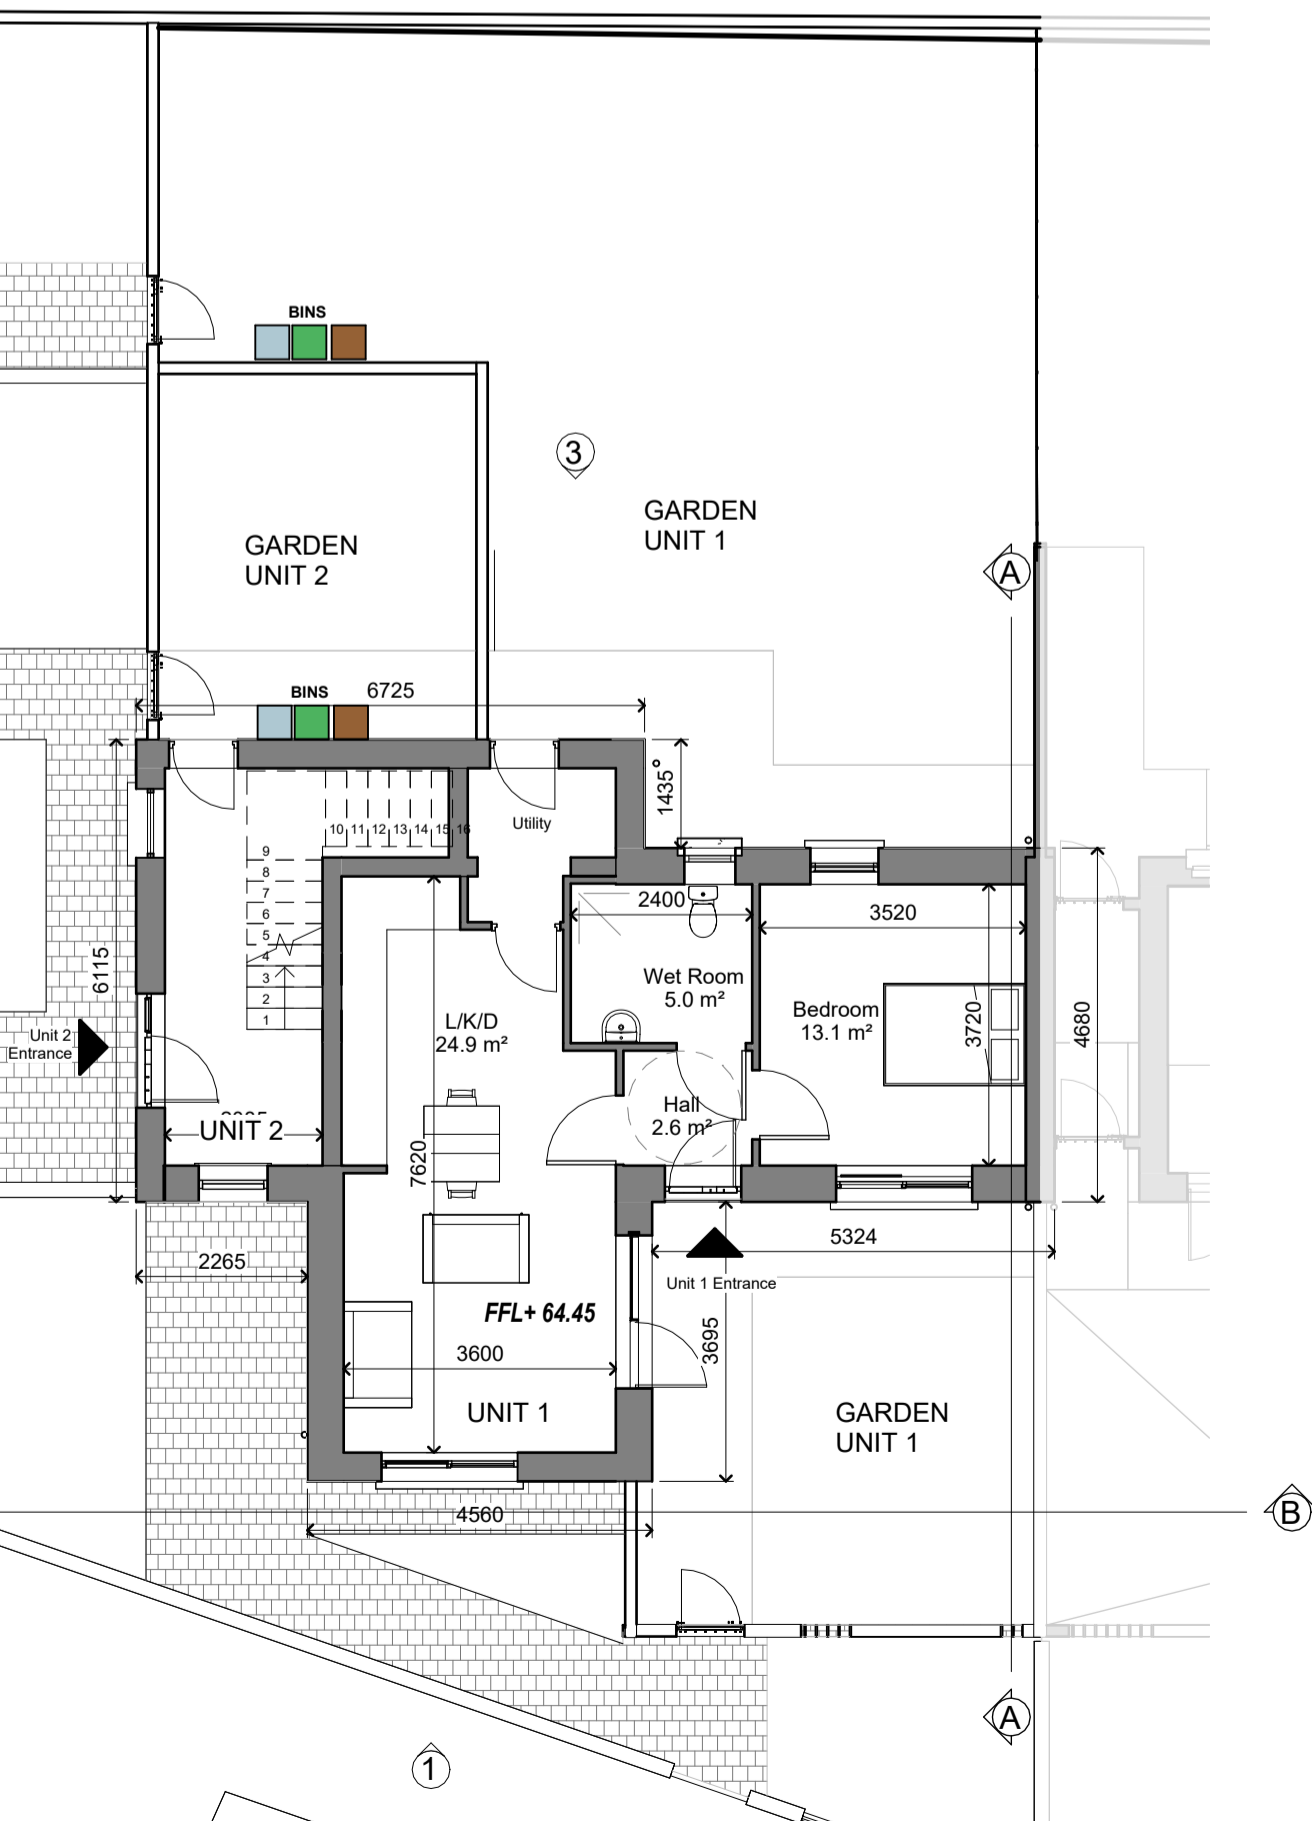 BINS
3
GARDEN
UNIT 1
GARDEN
UNIT 2
A
BINS
6725
1435°
Utility
10 11 12 13 14 15 16
9
8
7
6
5
4
3
2
1
2400
3520
6115
Wet Room
5.0 m²
Bedroom
13.1 m²
3720
4680
L/K/D
24.9 m²
Unit 2
Entrance
Hall
2.6 m²
UNIT 2
7620
2265
5324
Unit 1 Entrance
FFL+ 64.45
3600
3695
UNIT 1
GARDEN
UNIT 1
4560
B
A
1